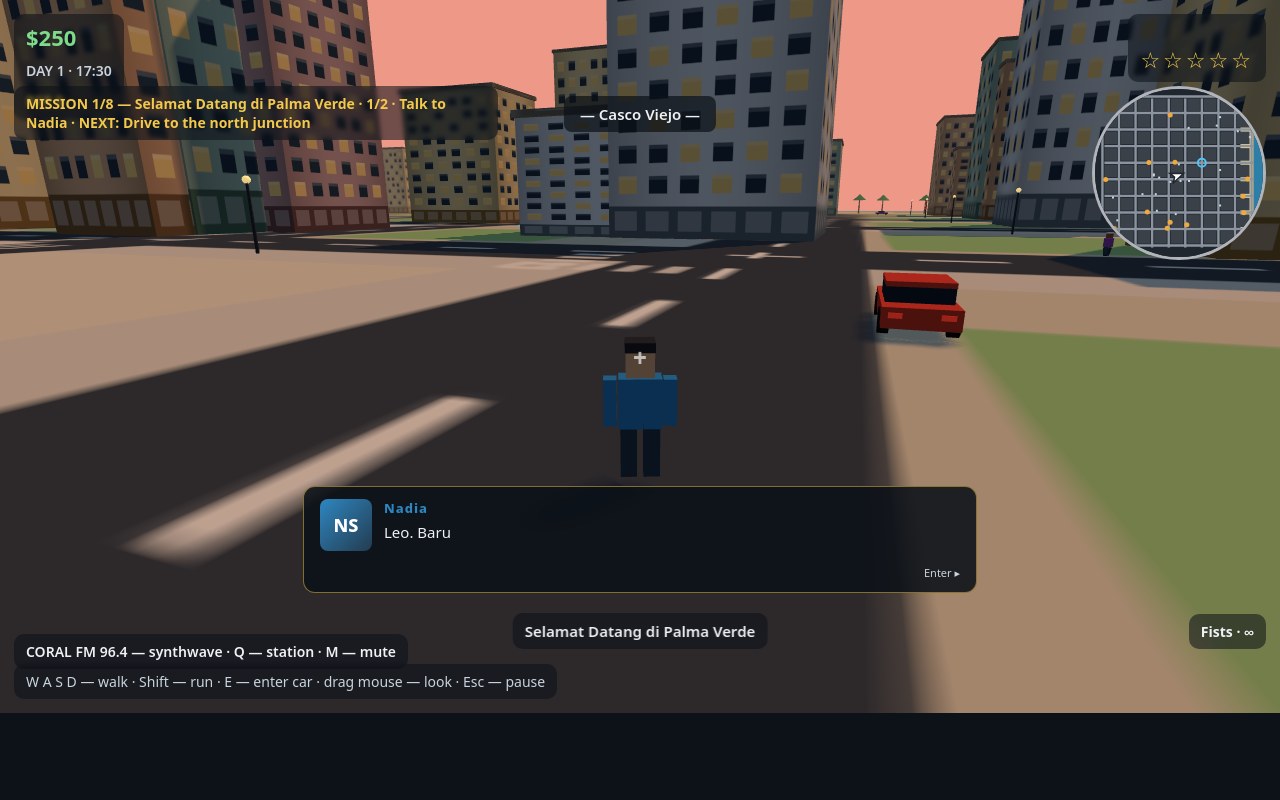 $250
DAY 1 · 17:30
MISSION 1/8 — Selamat Datang di Palma Verde · 1/2 · Talk to
Nadia · NEXT: Drive to the north junction
— Casco Viejo —
☆☆☆☆☆
NS
Nadia
Leo. Baru
Enter ▸
Selamat Datang di Palma Verde
Fists · ∞
CORAL FM 96.4 — synthwave · Q — station · M — mute
W A S D — walk · Shift — run · E — enter car · drag mouse — look · Esc — pause